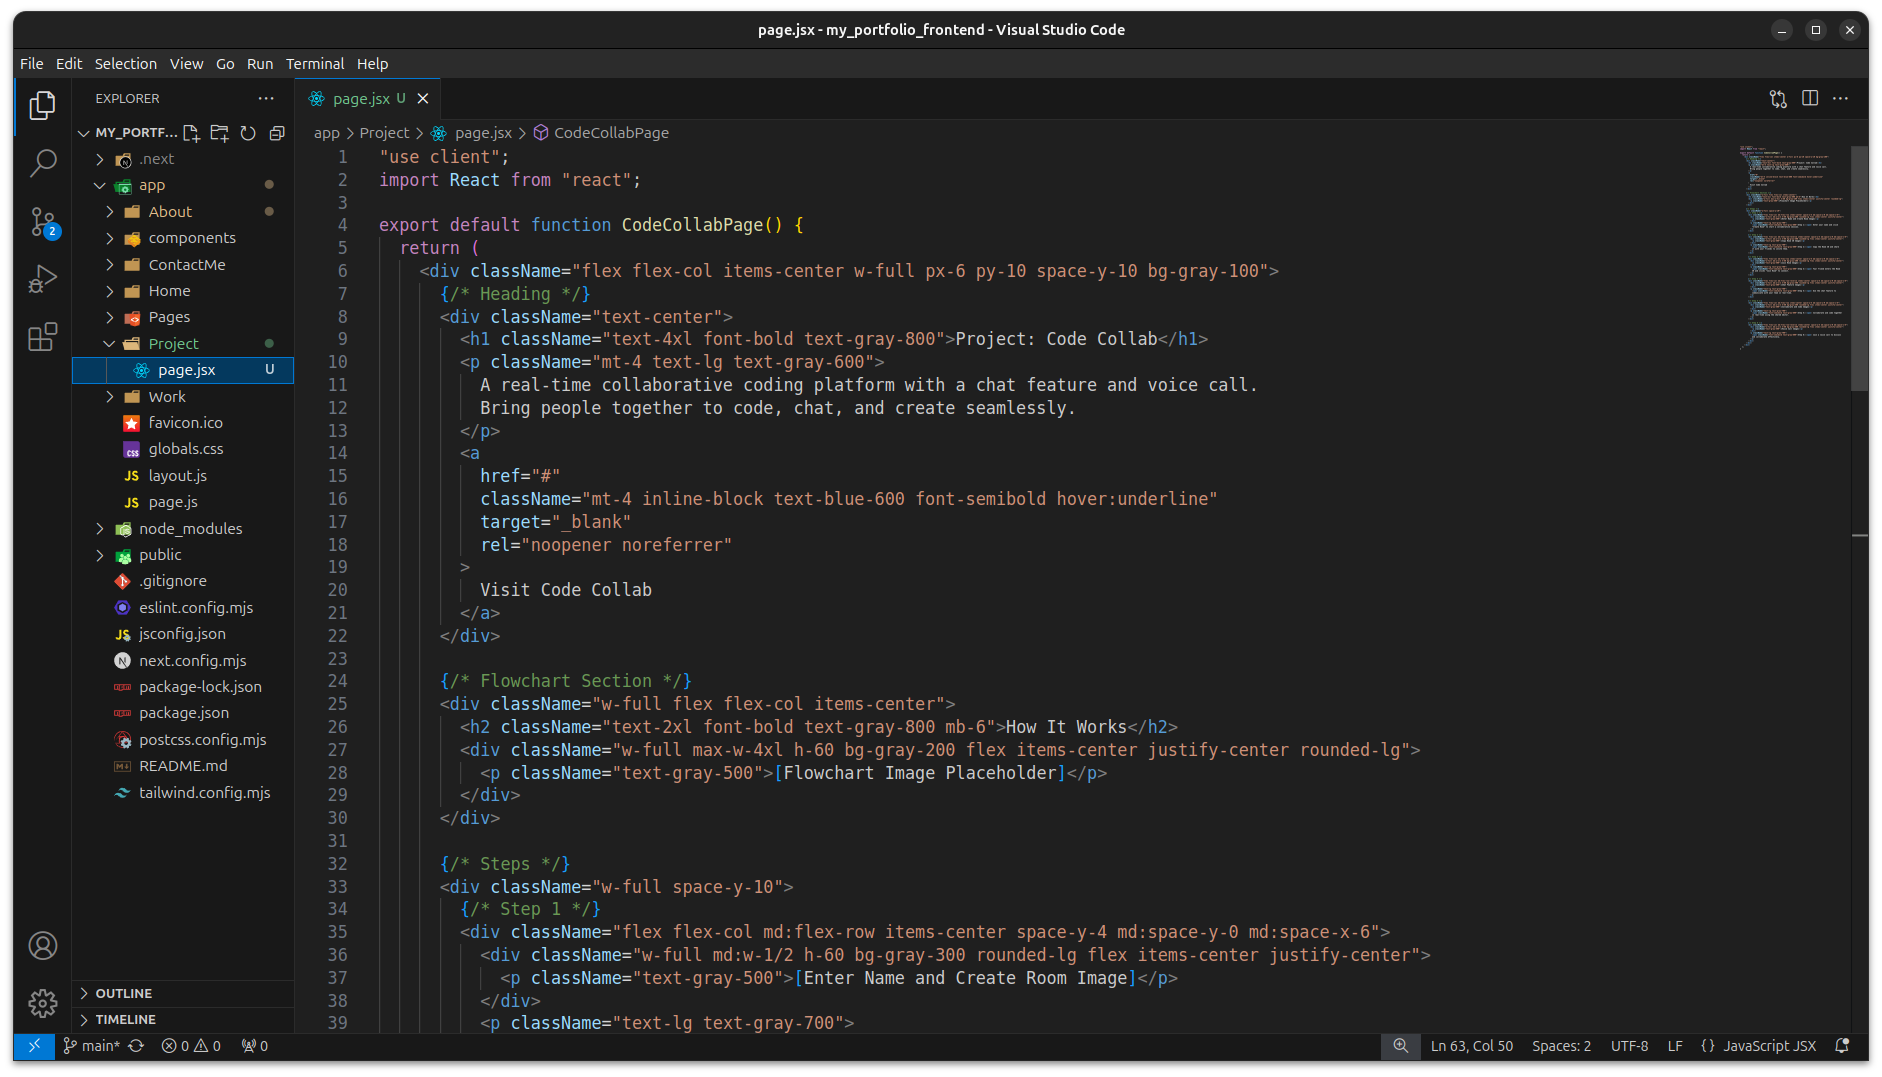 page.jsx - my_portfolio_frontend - Visual Studio Code
File Edit Selection View Go Run Terminal Help
EXPLORER
page.jsx U
MY_PORTF...
app > Project > page.jsx > CodeCollabPage
.next
app
About
components
ContactMe
Home
Pages
Project
page.jsx U
Work
favicon.ico
globals.css
layout.js
page.js
node_modules
public
.gitignore
eslint.config.mjs
jsconfig.json
next.config.mjs
package-lock.json
package.json
postcss.config.mjs
README.md
tailwind.config.mjs
OUTLINE
TIMELINE
2
1 "use client";
2 import React from "react";
3
4 export default function CodeCollabPage() {
5 return (
6 <div className="flex flex-col items-center w-full px-6 py-10 space-y-10 bg-gray-100">
7 {/* Heading */}
8 <div className="text-center">
9 <h1 className="text-4xl font-bold text-gray-800">Project: Code Collab</h1>
10 <p className="mt-4 text-lg text-gray-600">
11 A real-time collaborative coding platform with a chat feature and voice call.
12 Bring people together to code, chat, and create seamlessly.
13 </p>
14 <a
15 href="#"
16 className="mt-4 inline-block text-blue-600 font-semibold hover:underline"
17 target="_blank"
18 rel="noopener noreferrer"
19 >
20 Visit Code Collab
21 </a>
22 </div>
23
24 {/* Flowchart Section */}
25 <div className="w-full flex flex-col items-center">
26 <h2 className="text-2xl font-bold text-gray-800 mb-6">How It Works</h2>
27 <div className="w-full max-w-4xl h-60 bg-gray-200 flex items-center justify-center rounded-lg">
28 <p className="text-gray-500">[Flowchart Image Placeholder]</p>
29 </div>
30 </div>
31
32 {/* Steps */}
33 <div className="w-full space-y-10">
34 {/* Step 1 */}
35 <div className="flex flex-col md:flex-row items-center space-y-4 md:space-y-0 md:space-x-6">
36 <div className="w-full md:w-1/2 h-60 bg-gray-300 rounded-lg flex items-center justify-center">
37 <p className="text-gray-500">[Enter Name and Create Room Image]</p>
38 </div>
39 <p className="text-lg text-gray-700">
main* 0 0 0 Ln 63, Col 50 Spaces: 2 UTF-8 LF {} JavaScript JSX